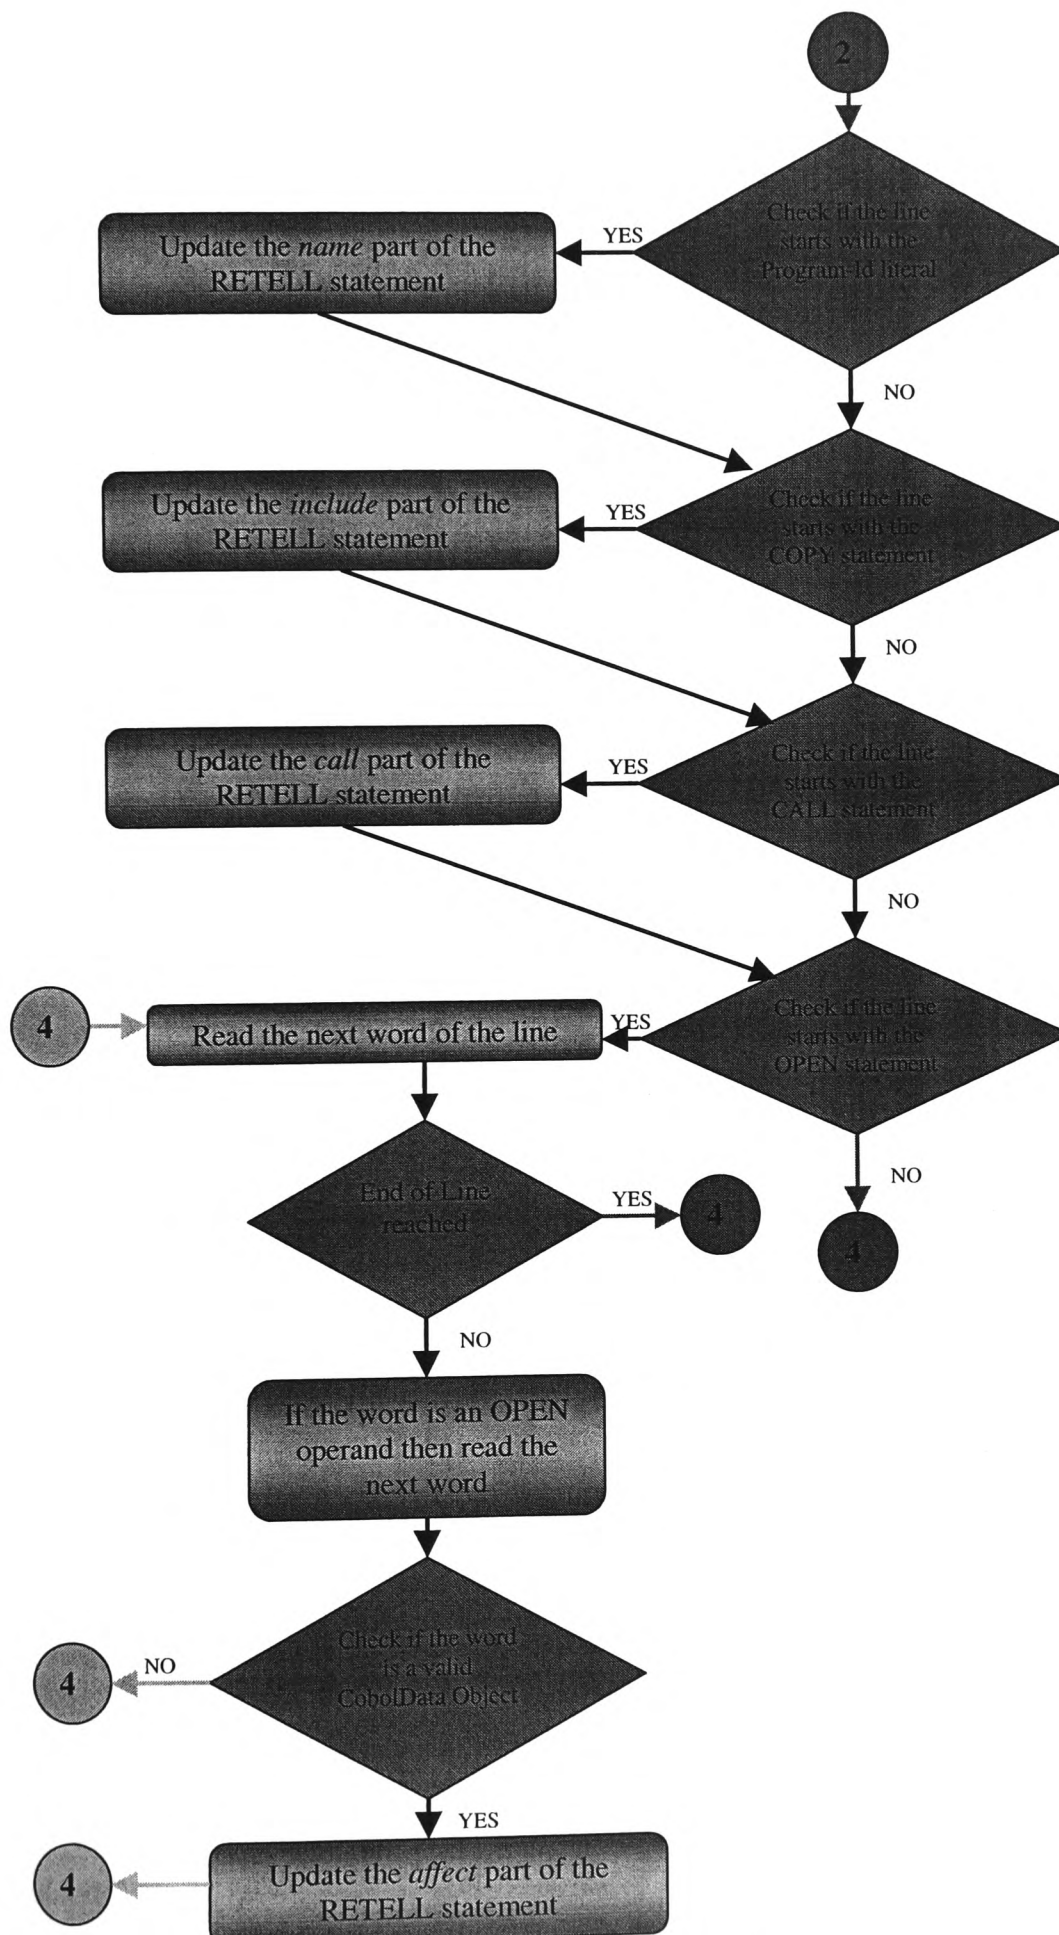 2
Check if the line
starts with the
Program-Id literal
YES
Update the name part of the
RETELL statement
NO
Check if the line
starts with the
COPY statement
YES
Update the include part of the
RETELL statement
NO
Check if the line
starts with the
CALL statement
YES
Update the call part of the
RETELL statement
NO
Check if the line
starts with the
OPEN statement
YES
Read the next word of the line
4
NO
4
End of Line
reached
YES
4
NO
If the word is an OPEN
operand then read the
next word
Check if the word
is a valid
CobolData Object
NO
4
YES
Update the affect part of the
RETELL statement
4